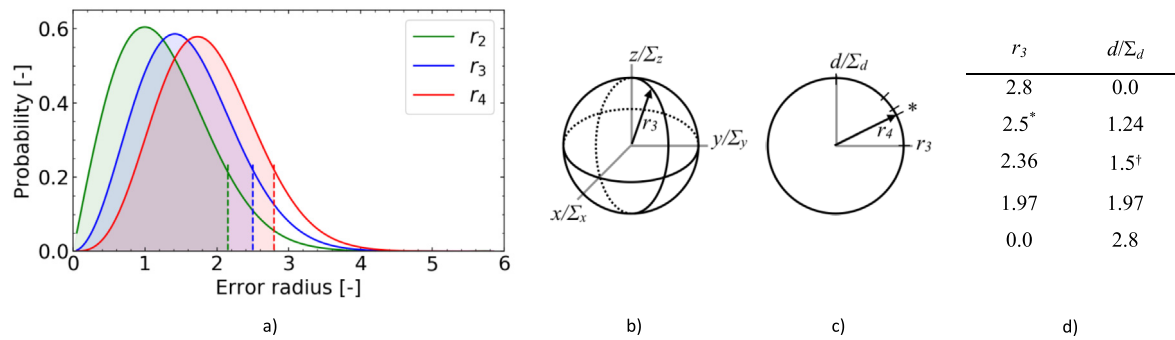 Probability [-]
0.6
0.4
0.2
0.0
0
1
2
3
4
5
6
Error radius [-]
r2
r3
r4
a)
z/Σz
r3
y/Σy
x/Σx
b)
d/Σd
*
r4
r3
c)
r3 d/Σd
2.8 0.0
2.5* 1.24
2.36 1.5†
1.97 1.97
0.0 2.8
d)